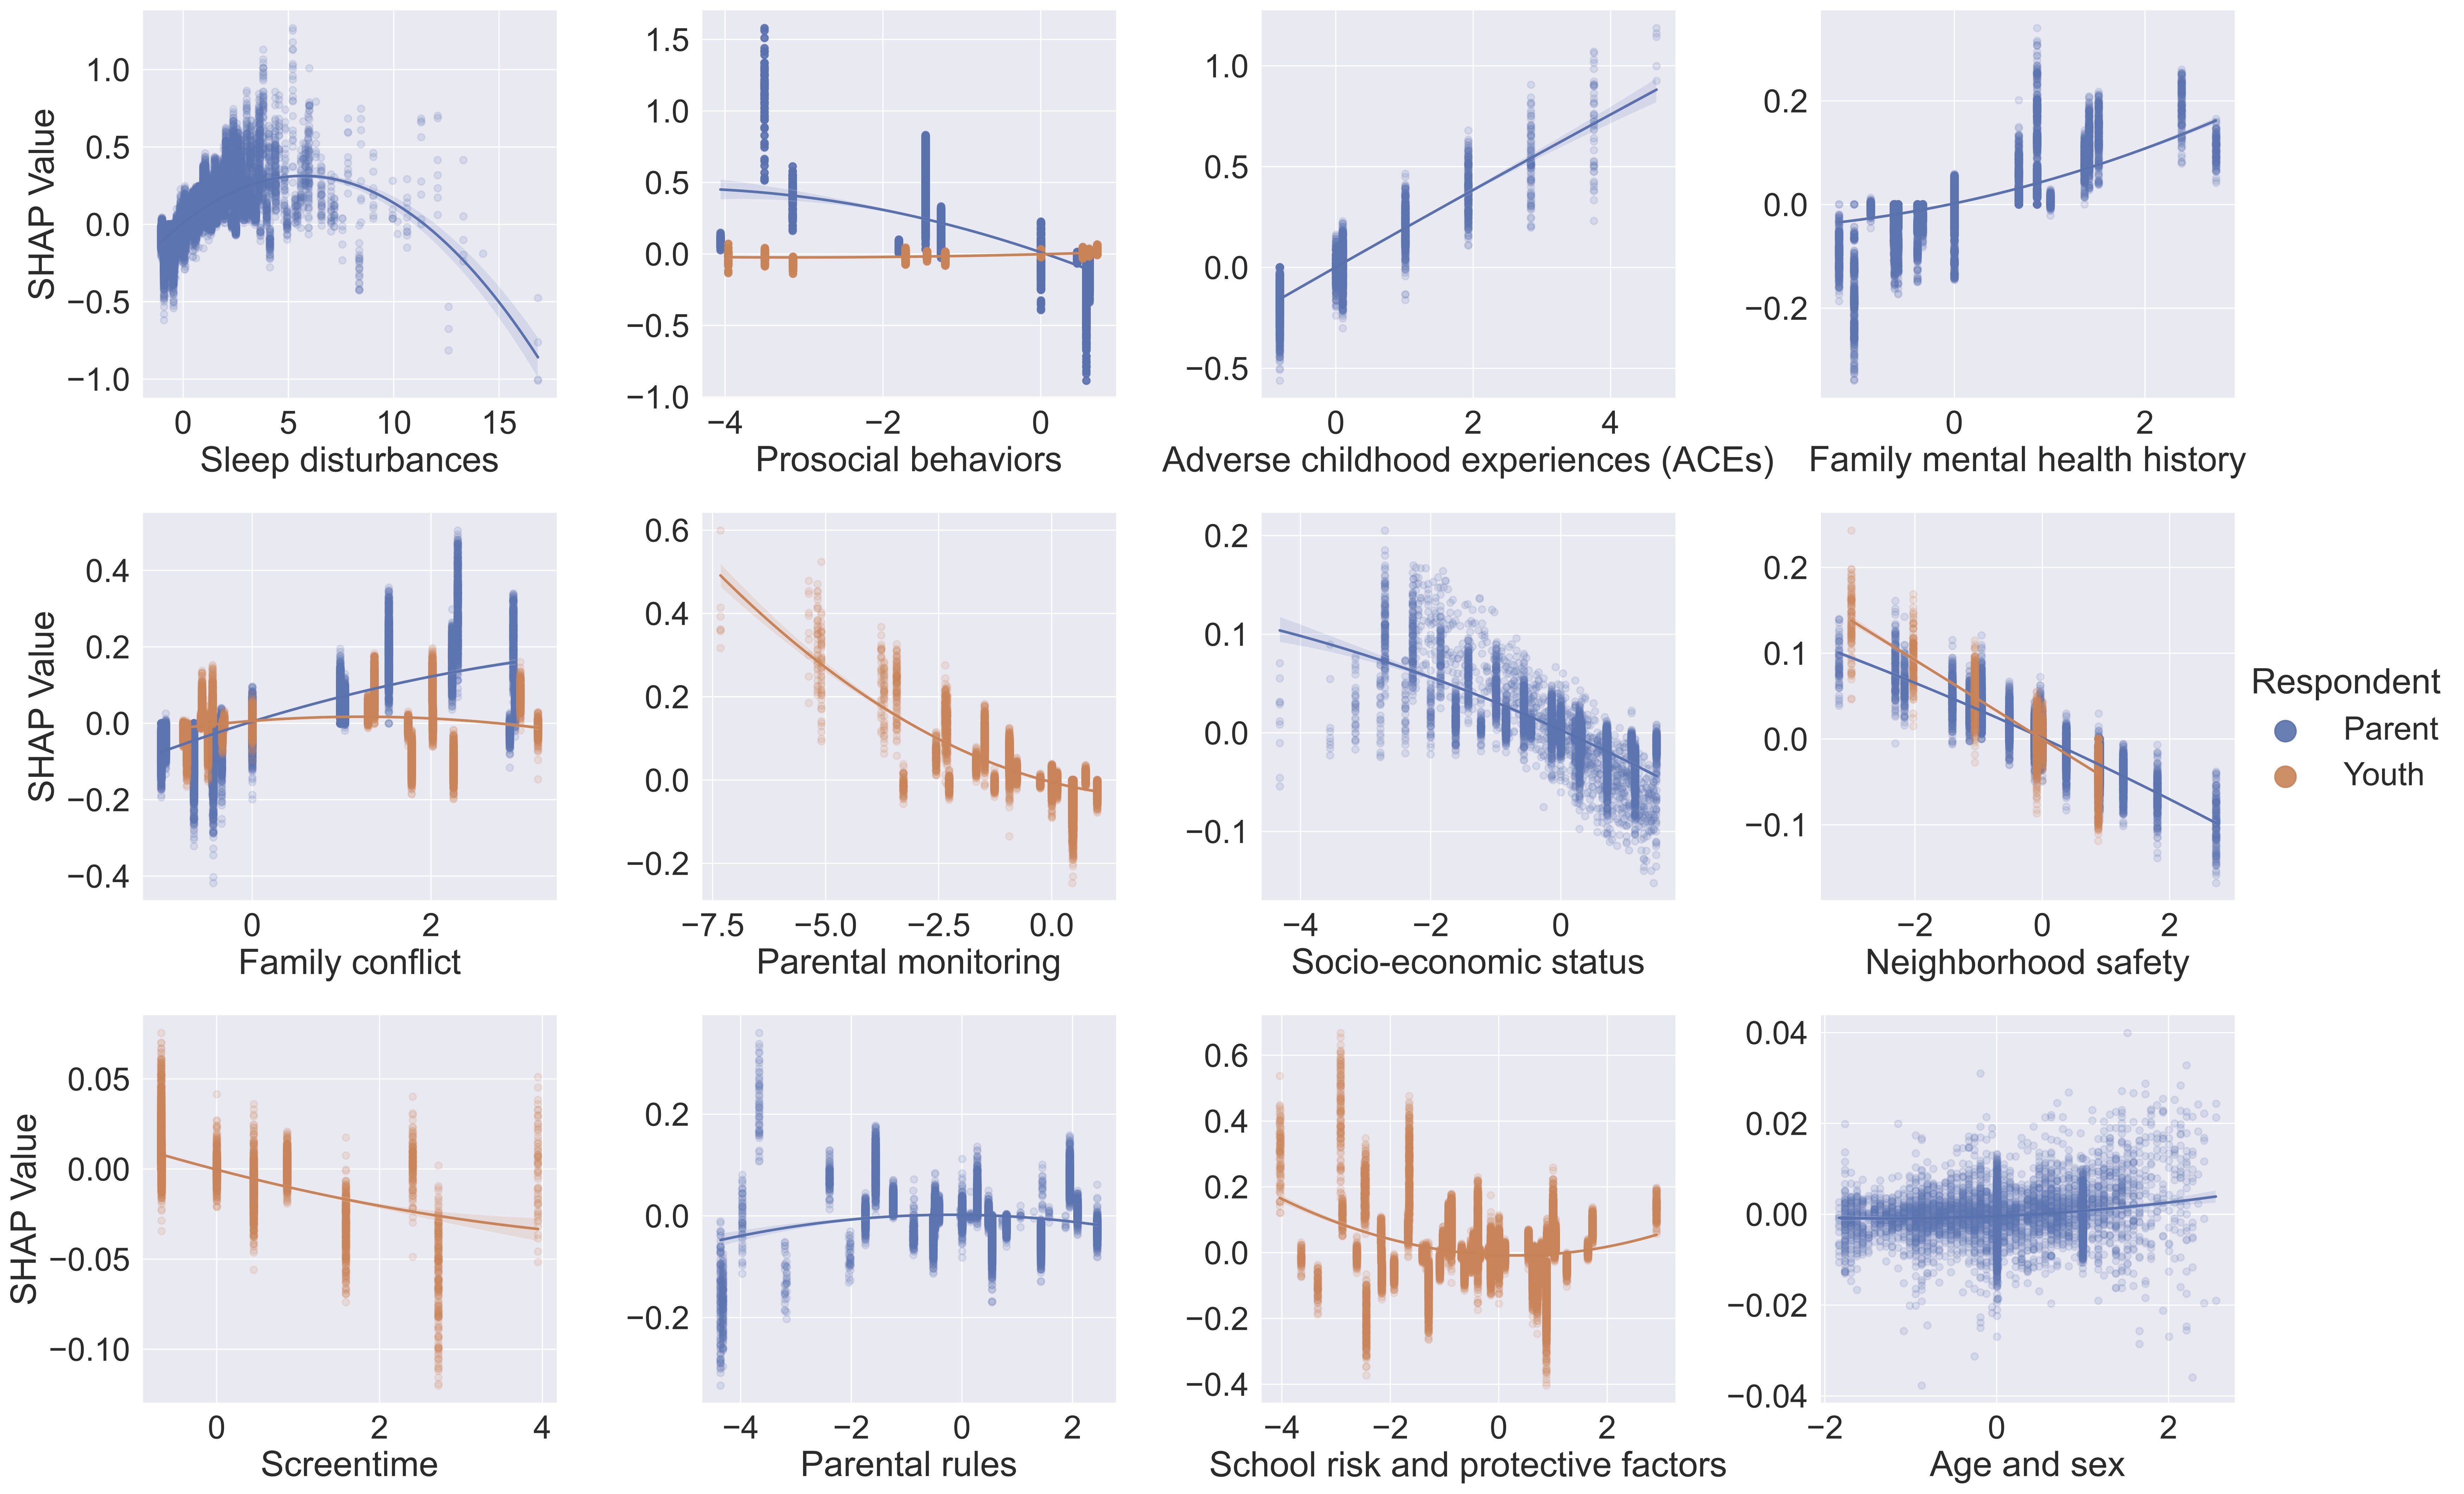 SHAP Value
1.0
0.5
0.0
−0.5
−1.0
0 5 10 15
Sleep disturbances
1.5
1.0
0.5
0.0
−0.5
−1.0
−4 −2 0
Prosocial behaviors
1.0
0.5
0.0
−0.5
0 2 4
Adverse childhood experiences (ACEs)
0.2
0.0
−0.2
0 2
Family mental health history
SHAP Value
0.4
0.2
0.0
−0.2
−0.4
0 2
Family conflict
0.6
0.4
0.2
0.0
−0.2
−7.5 −5.0 −2.5 0.0
Parental monitoring
0.2
0.1
0.0
−0.1
−4 −2 0
Socio-economic status
0.2
0.1
0.0
−0.1
−2 0 2
Neighborhood safety
Respondent
Parent
Youth
SHAP Value
0.05
0.00
−0.05
−0.10
0 2 4
Screentime
0.2
0.0
−0.2
−4 −2 0 2
Parental rules
0.6
0.4
0.2
0.0
−0.2
−0.4
−4 −2 0 2
School risk and protective factors
0.04
0.02
0.00
−0.02
−0.04
−2 0 2
Age and sex